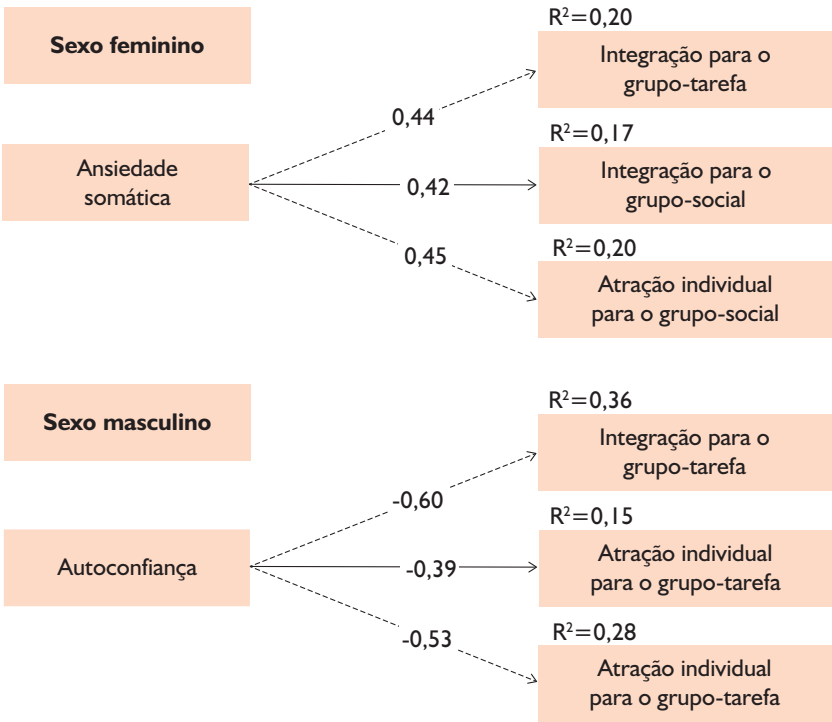 Sexo feminino
R²=0,20
Integração para o
grupo-tarefa
0,44
Ansiedade
somática
R²=0,17
0,42
Integração para o
grupo-social
0,45
R²=0,20
Atração individual
para o grupo-social
Sexo masculino
R²=0,36
Integração para o
grupo-tarefa
-0,60
Autoconfiança
R²=0,15
-0,39
Atração individual
para o grupo-tarefa
-0,53
R²=0,28
Atração individual
para o grupo-tarefa